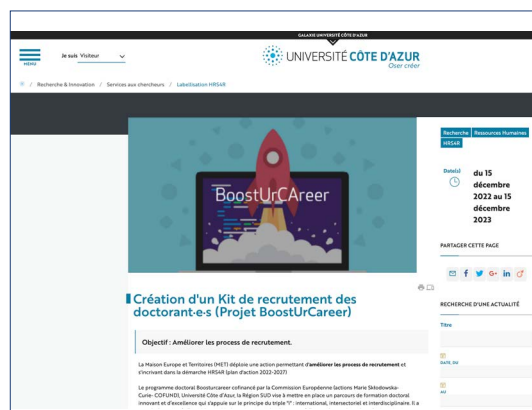 GALAXIE UNIVERSITÉ CÔTE D'AZUR
MENU
Je suis Visiteur
UNIVERSITÉ CÔTE D'AZUR
Oser créer
/ Recherche & Innovation / Services aux chercheurs / Labellisation HRS4R
BoostUrCAreer
Recherche
Ressources Humaines
HRS4R
Date(s)
du 15
décembre
2022 au 15
décembre
2023
PARTAGER CETTE PAGE
f
G+
in
RECHERCHE D'UNE ACTUALITÉ
Titre
DATE, DU
AU
Création d'un Kit de recrutement des
doctorant·e·s (Projet BoostUrCareer)
Objectif : Améliorer les process de recrutement.
La Maison Europe et Territoires (MET) déploie une action permettant d'améliorer les process de recrutement et
s'inscrivant dans la démarche HRS4R (plan d'action 2022-2027)
Le programme doctoral Boosturcareer cofinancé par la Commission Européenne (actions Marie Skłodowska-
Curie- COFUND), Université Côte d'Azur, la Région SUD vise à mettre en place un parcours de formation doctoral
innovant et d'excellence qui s'appuie sur le principe du triple "i" : international, intersectoriel et interdisciplinaire. Il a